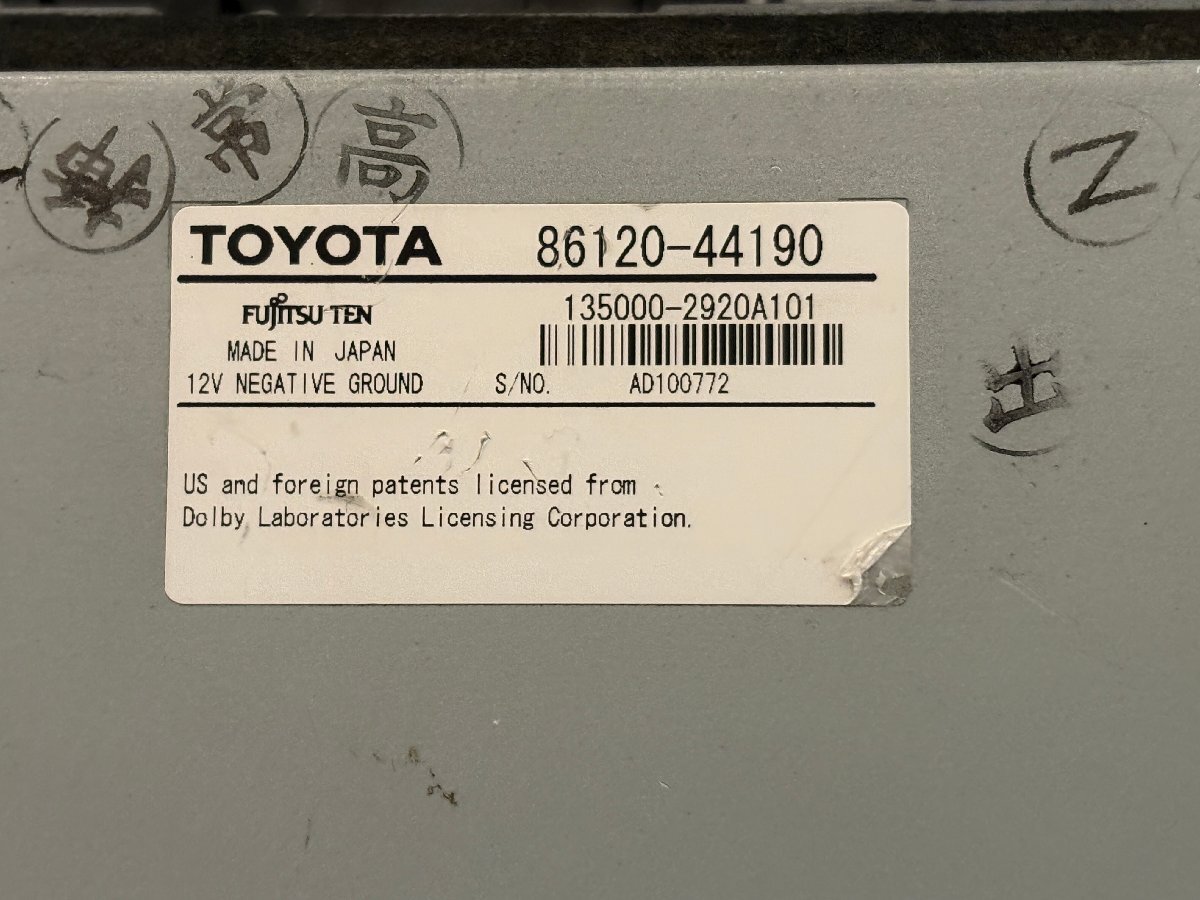 常 高
Z
TOYOTA 86120-44190
FUJITSU TEN 135000-2920A101
MADE IN JAPAN
12V NEGATIVE GROUND S/NO. AD100772
出
US and foreign patents licensed from
Dolby Laboratories Licensing Corporation.